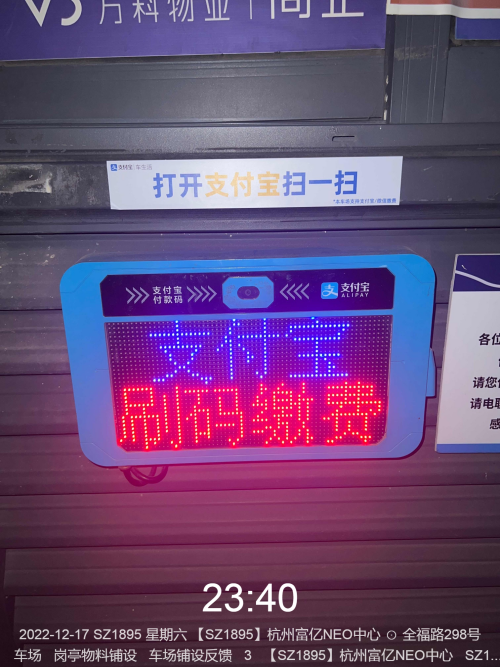 万科物业
支付宝
打开支付宝扫一扫
支付宝
付款码
支付宝
ALIPAY
支付宝
刷码缴费
各位
请您
请电联
感
23:40
2022-12-17 SZ1895 星期六 【SZ1895】杭州富亿NEO中心 ⊙ 全福路298号
车场 岗亭物料铺设 车场铺设反馈 3 【SZ1895】杭州富亿NEO中心 SZ1.